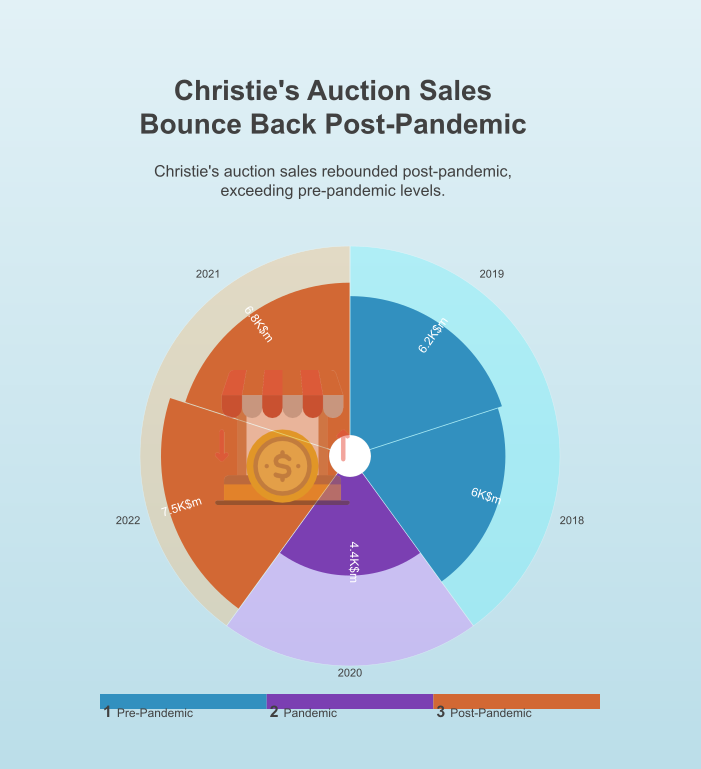 Christie's Auction Sales
Bounce Back Post-Pandemic
Christie's auction sales rebounded post-pandemic,
exceeding pre-pandemic levels.
2021
2019
6.8K$m
6.2K$m
$
7.5K$m
6K$m
2022
2018
4.4K$m
2020
1 Pre-Pandemic
2 Pandemic
3 Post-Pandemic